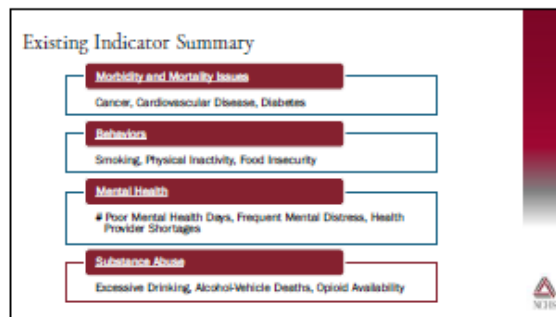 Existing Indicator Summary
Morbidity and Mortality Issues
Cancer, Cardiovascular Disease, Diabetes
Behaviors
Smoking, Physical Inactivity, Food Insecurity
Mental Health
# Poor Mental Health Days, Frequent Mental Distress, Health
Provider Shortages
Substance Abuse
Excessive Drinking, Alcohol-Vehicle Deaths, Opioid Availability
NCHS